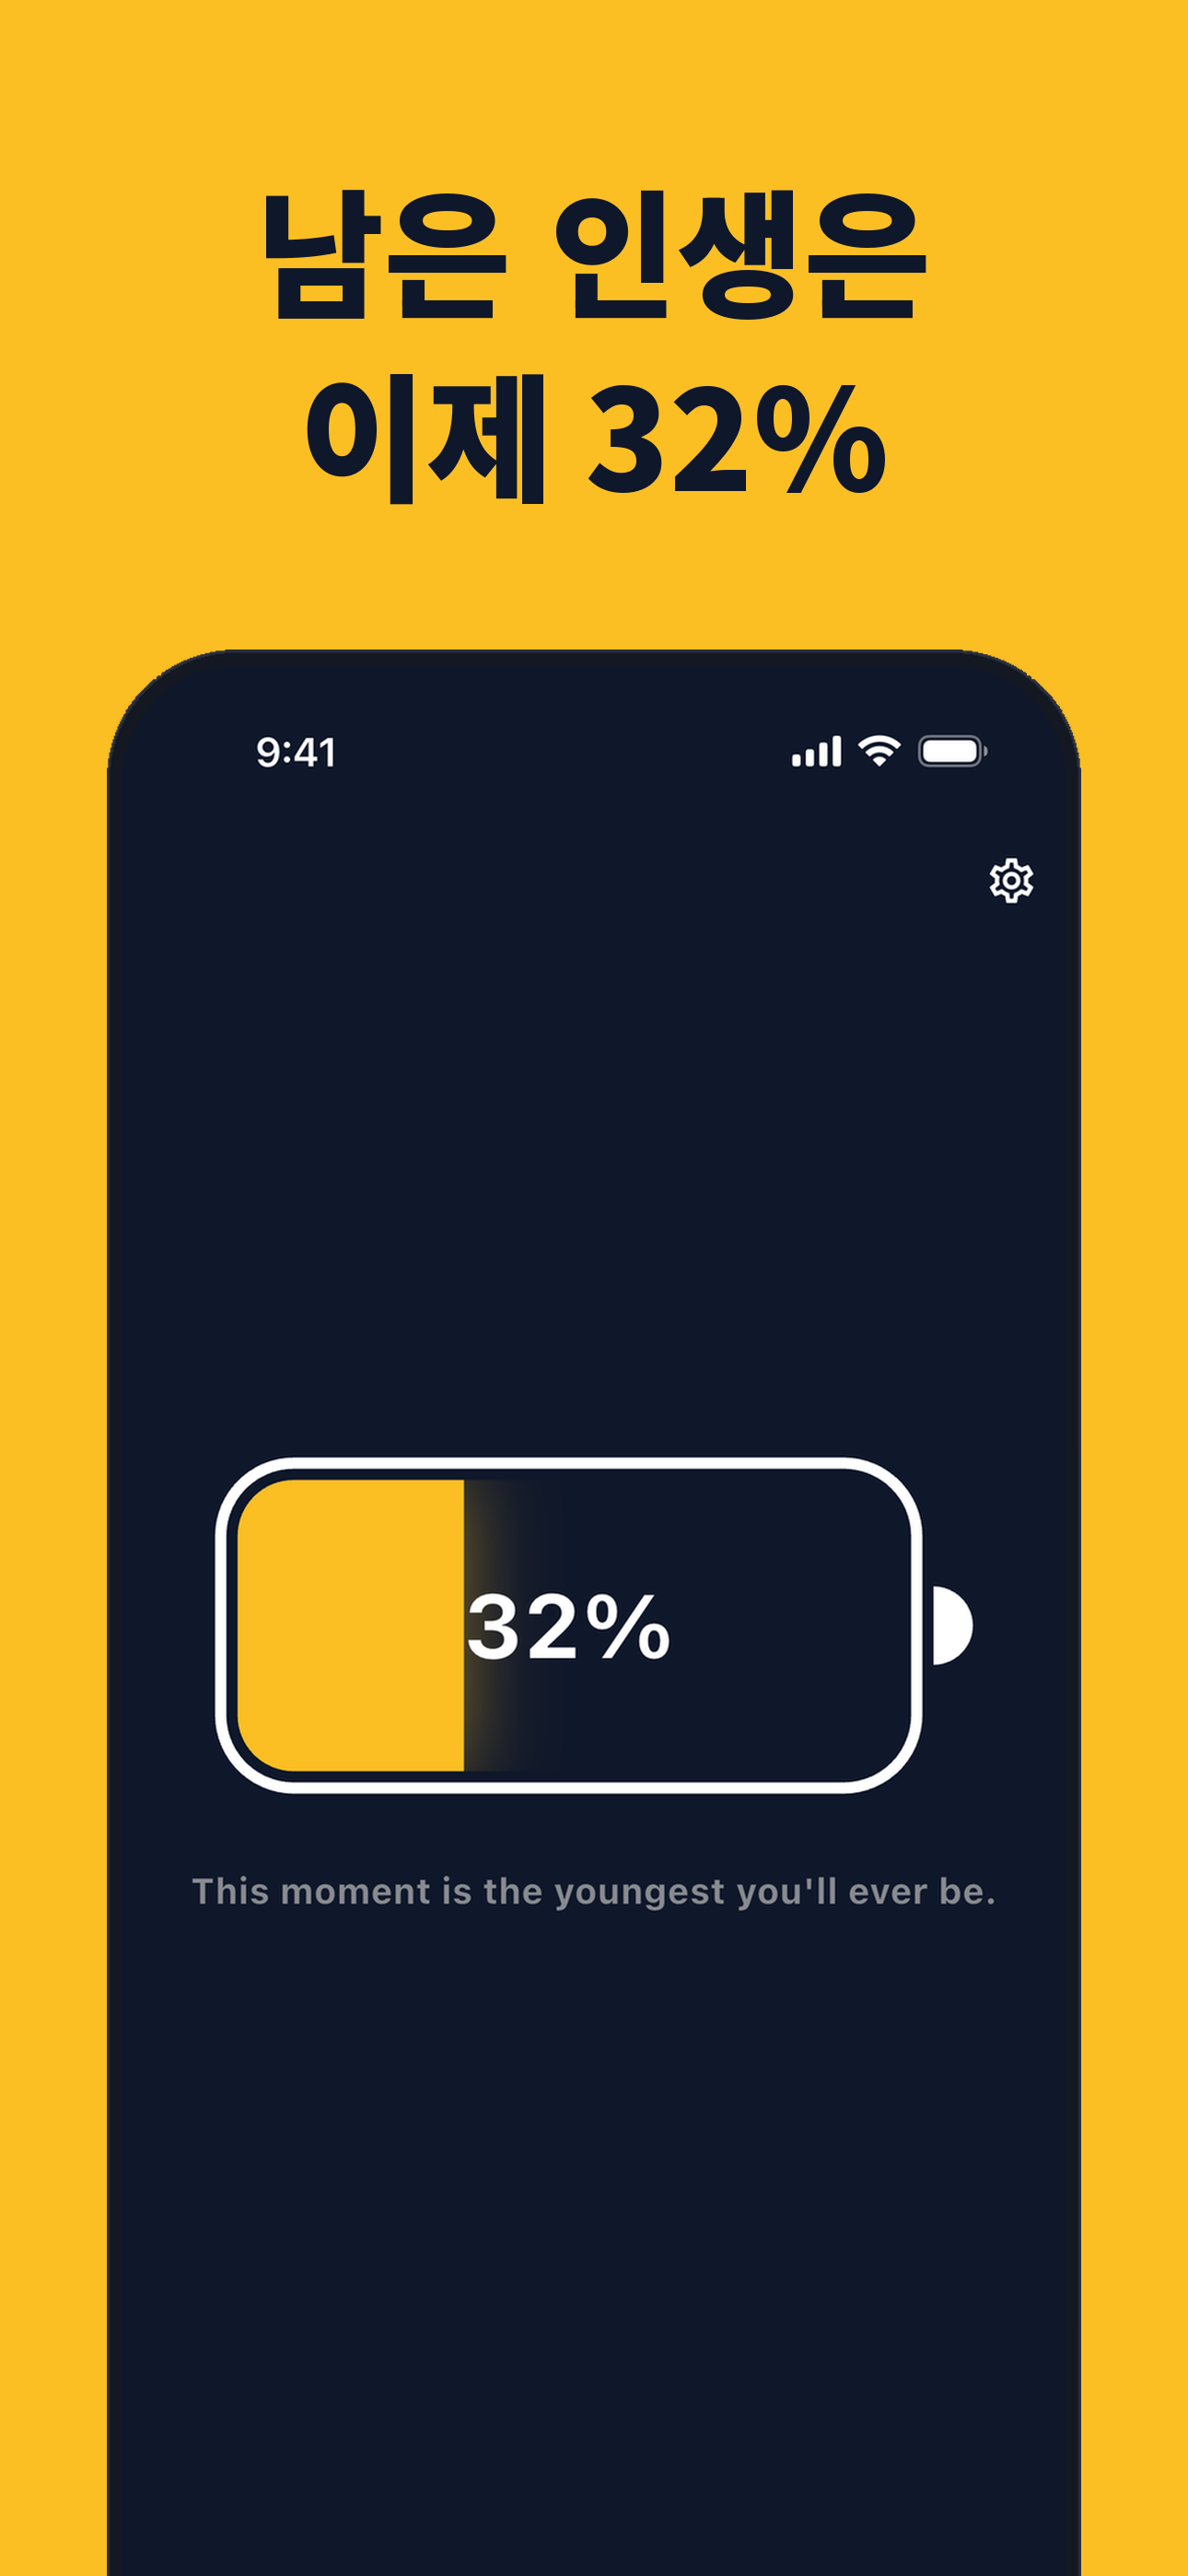 남은 인생은
이제 32%
9:41
32%
This moment is the youngest you'll ever be.